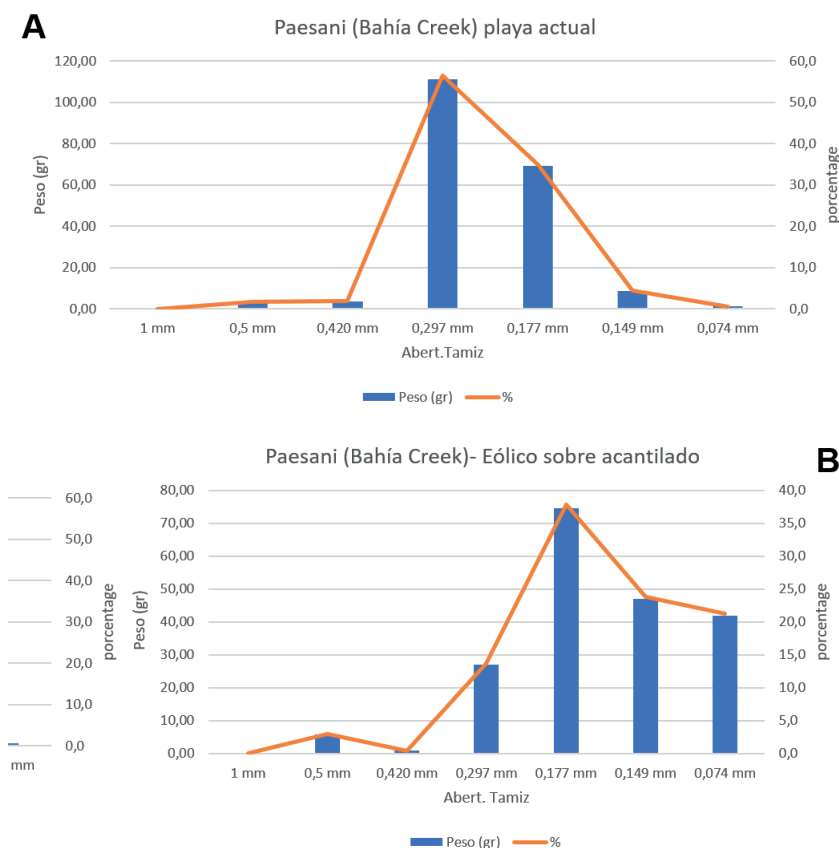 A
Paesani (Bahía Creek) playa actual
120,00 60,0
100,00 50,0
80,00 40,0
60,00 30,0
40,00 20,0
20,00 10,0
0,00 0,0
Peso (gr)
porcentage
1 mm 0,5 mm 0,420 mm 0,297 mm 0,177 mm 0,149 mm 0,074 mm
Abert.Tamiz
Peso (gr) %
B
Paesani (Bahía Creek)- Eólico sobre acantilado
60,0
50,0
40,0
30,0
20,0
10,0
0,0
porcentage
mm
80,00 40,0
70,00 35,0
60,00 30,0
50,00 25,0
40,00 20,0
30,00 15,0
20,00 10,0
10,00 5,0
0,00 0,0
Peso (gr)
porcentage
1 mm 0,5 mm 0,420 mm 0,297 mm 0,177 mm 0,149 mm 0,074 mm
Abert. Tamiz
Peso (gr) %